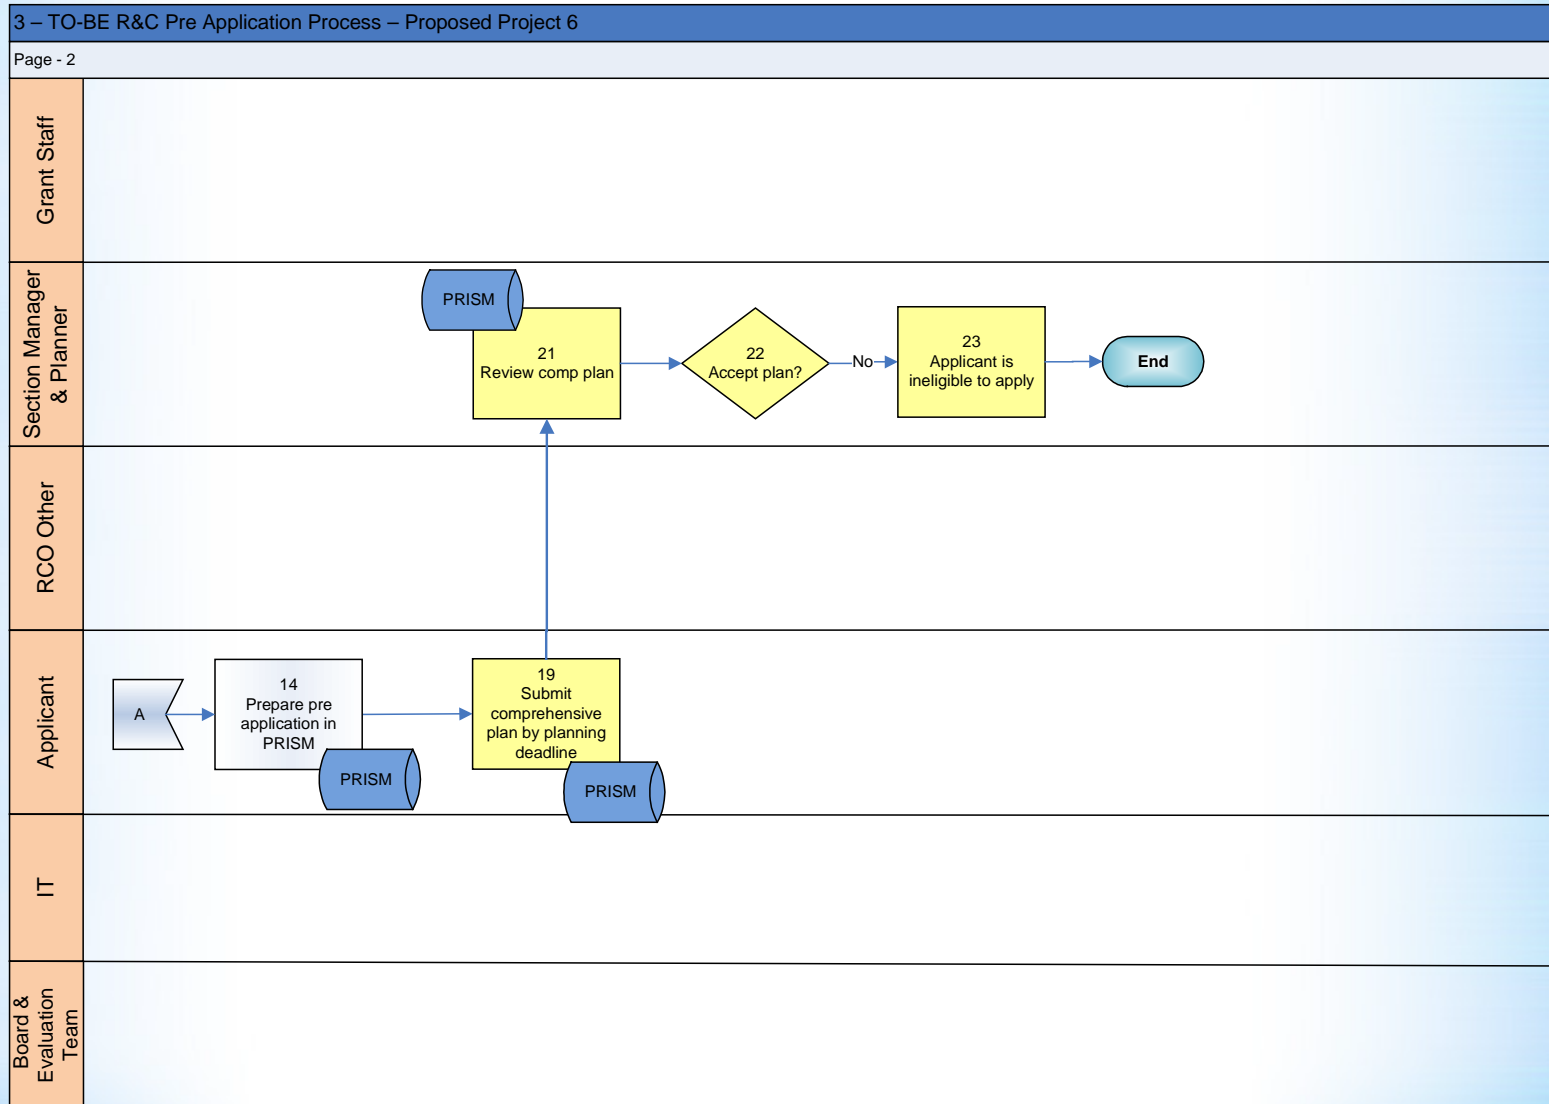 3 – TO-BE R&C Pre Application Process – Proposed Project 6
Page - 2
Grant Staff
Section Manager
& Planner
PRISM
21
Review comp plan
22
Accept plan?
No
23
Applicant is
ineligible to apply
End
RCO Other
Applicant
A
14
Prepare pre
application in
PRISM
PRISM
19
Submit
comprehensive
plan by planning
deadline
PRISM
IT
Board &
Evaluation
Team